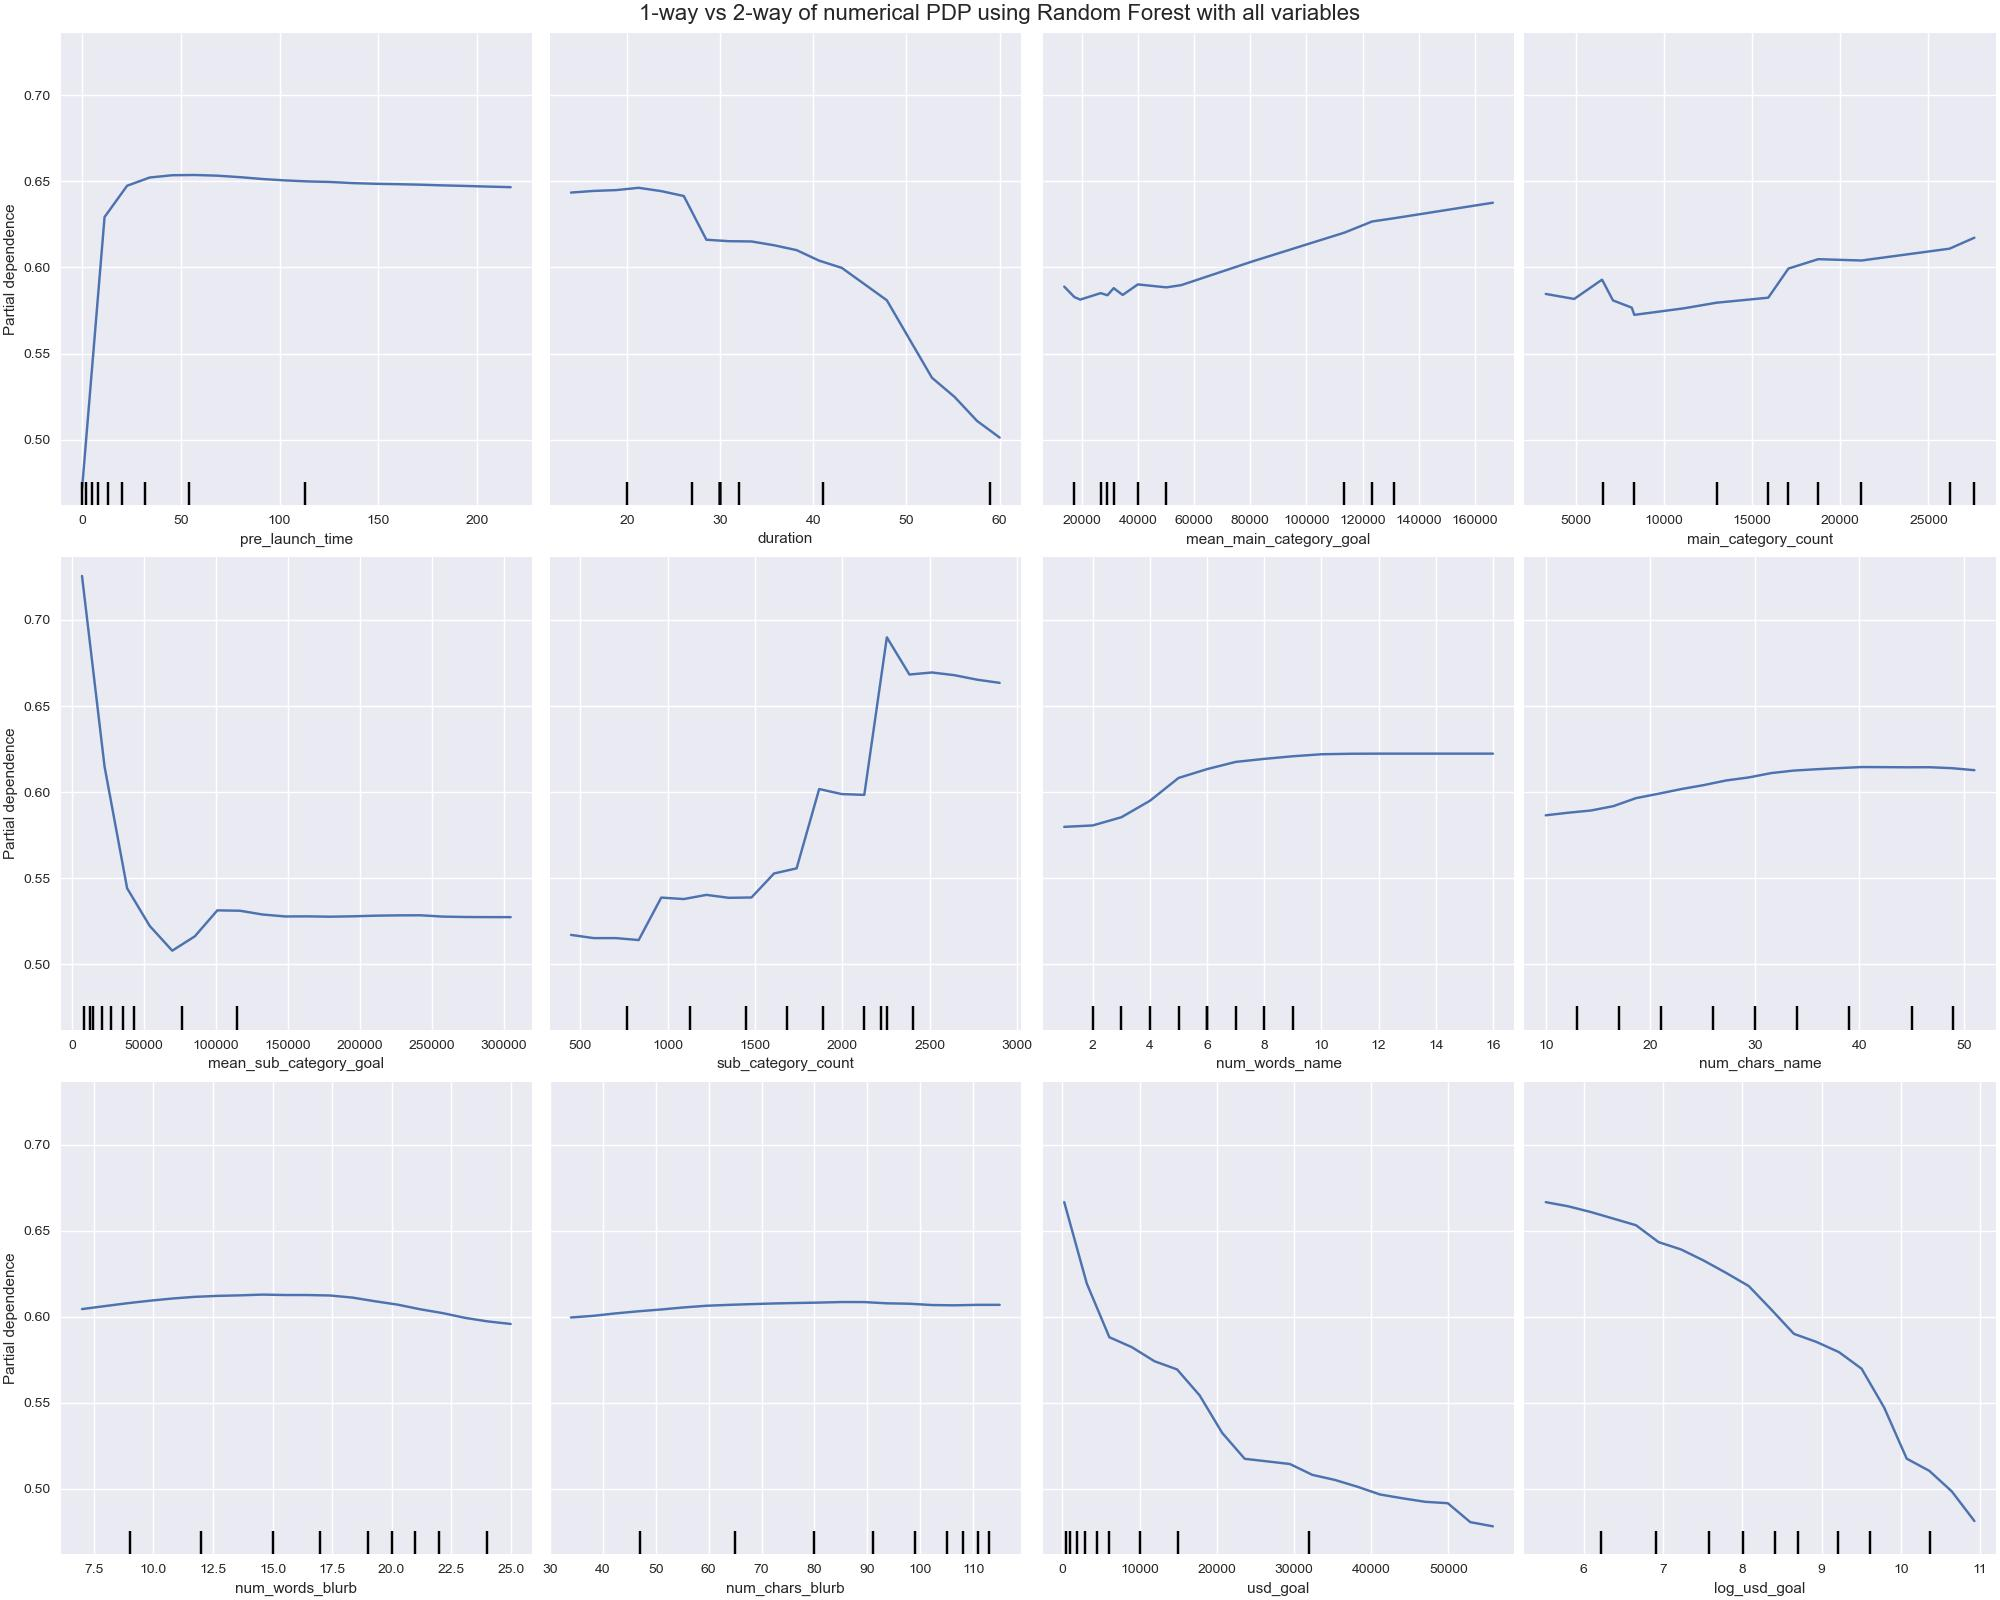 1-way vs 2-way of numerical PDP using Random Forest with all variables
Partial dependence
0.70
0.65
0.60
0.55
0.50
0 50 100 150 200
pre_launch_time
20 30 40 50 60
duration
20000 40000 60000 80000 100000 120000 140000 160000
mean_main_category_goal
5000 10000 15000 20000 25000
main_category_count
Partial dependence
0.70
0.65
0.60
0.55
0.50
0 50000 100000 150000 200000 250000 300000
mean_sub_category_goal
500 1000 1500 2000 2500 3000
sub_category_count
2 4 6 8 10 12 14 16
num_words_name
10 20 30 40 50
num_chars_name
Partial dependence
0.70
0.65
0.60
0.55
0.50
7.5 10.0 12.5 15.0 17.5 20.0 22.5 25.0
num_words_blurb
30 40 50 60 70 80 90 100 110
num_chars_blurb
0 10000 20000 30000 40000 50000
usd_goal
6 7 8 9 10 11
log_usd_goal